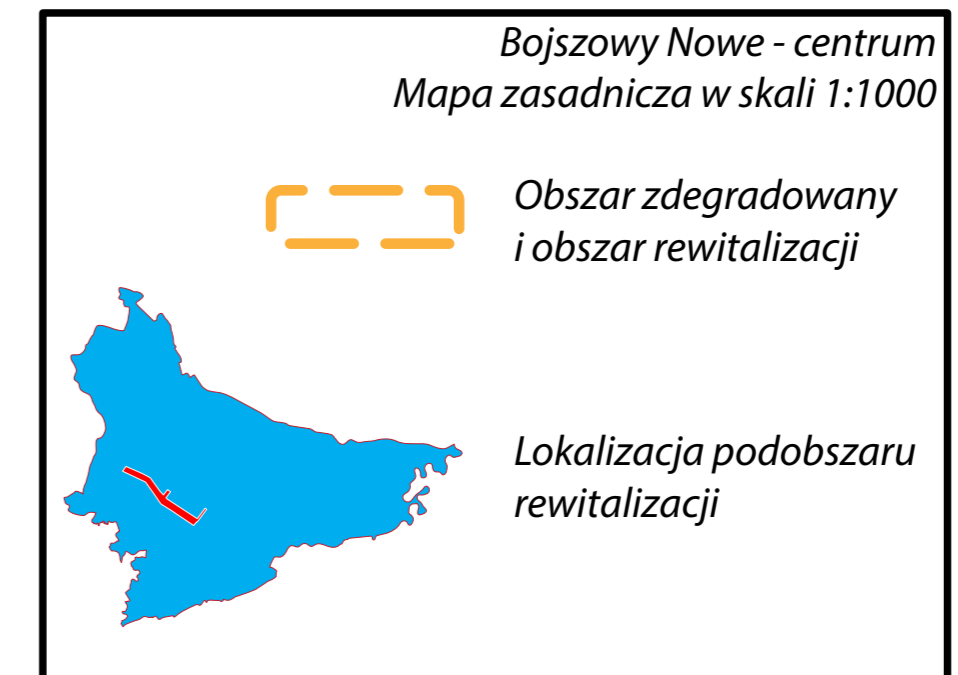 Bojszowy Nowe - centrum
Mapa zasadnicza w skali 1:1000
Obszar zdegradowany
i obszar rewitalizacji
Lokalizacja podobszaru
rewitalizacji